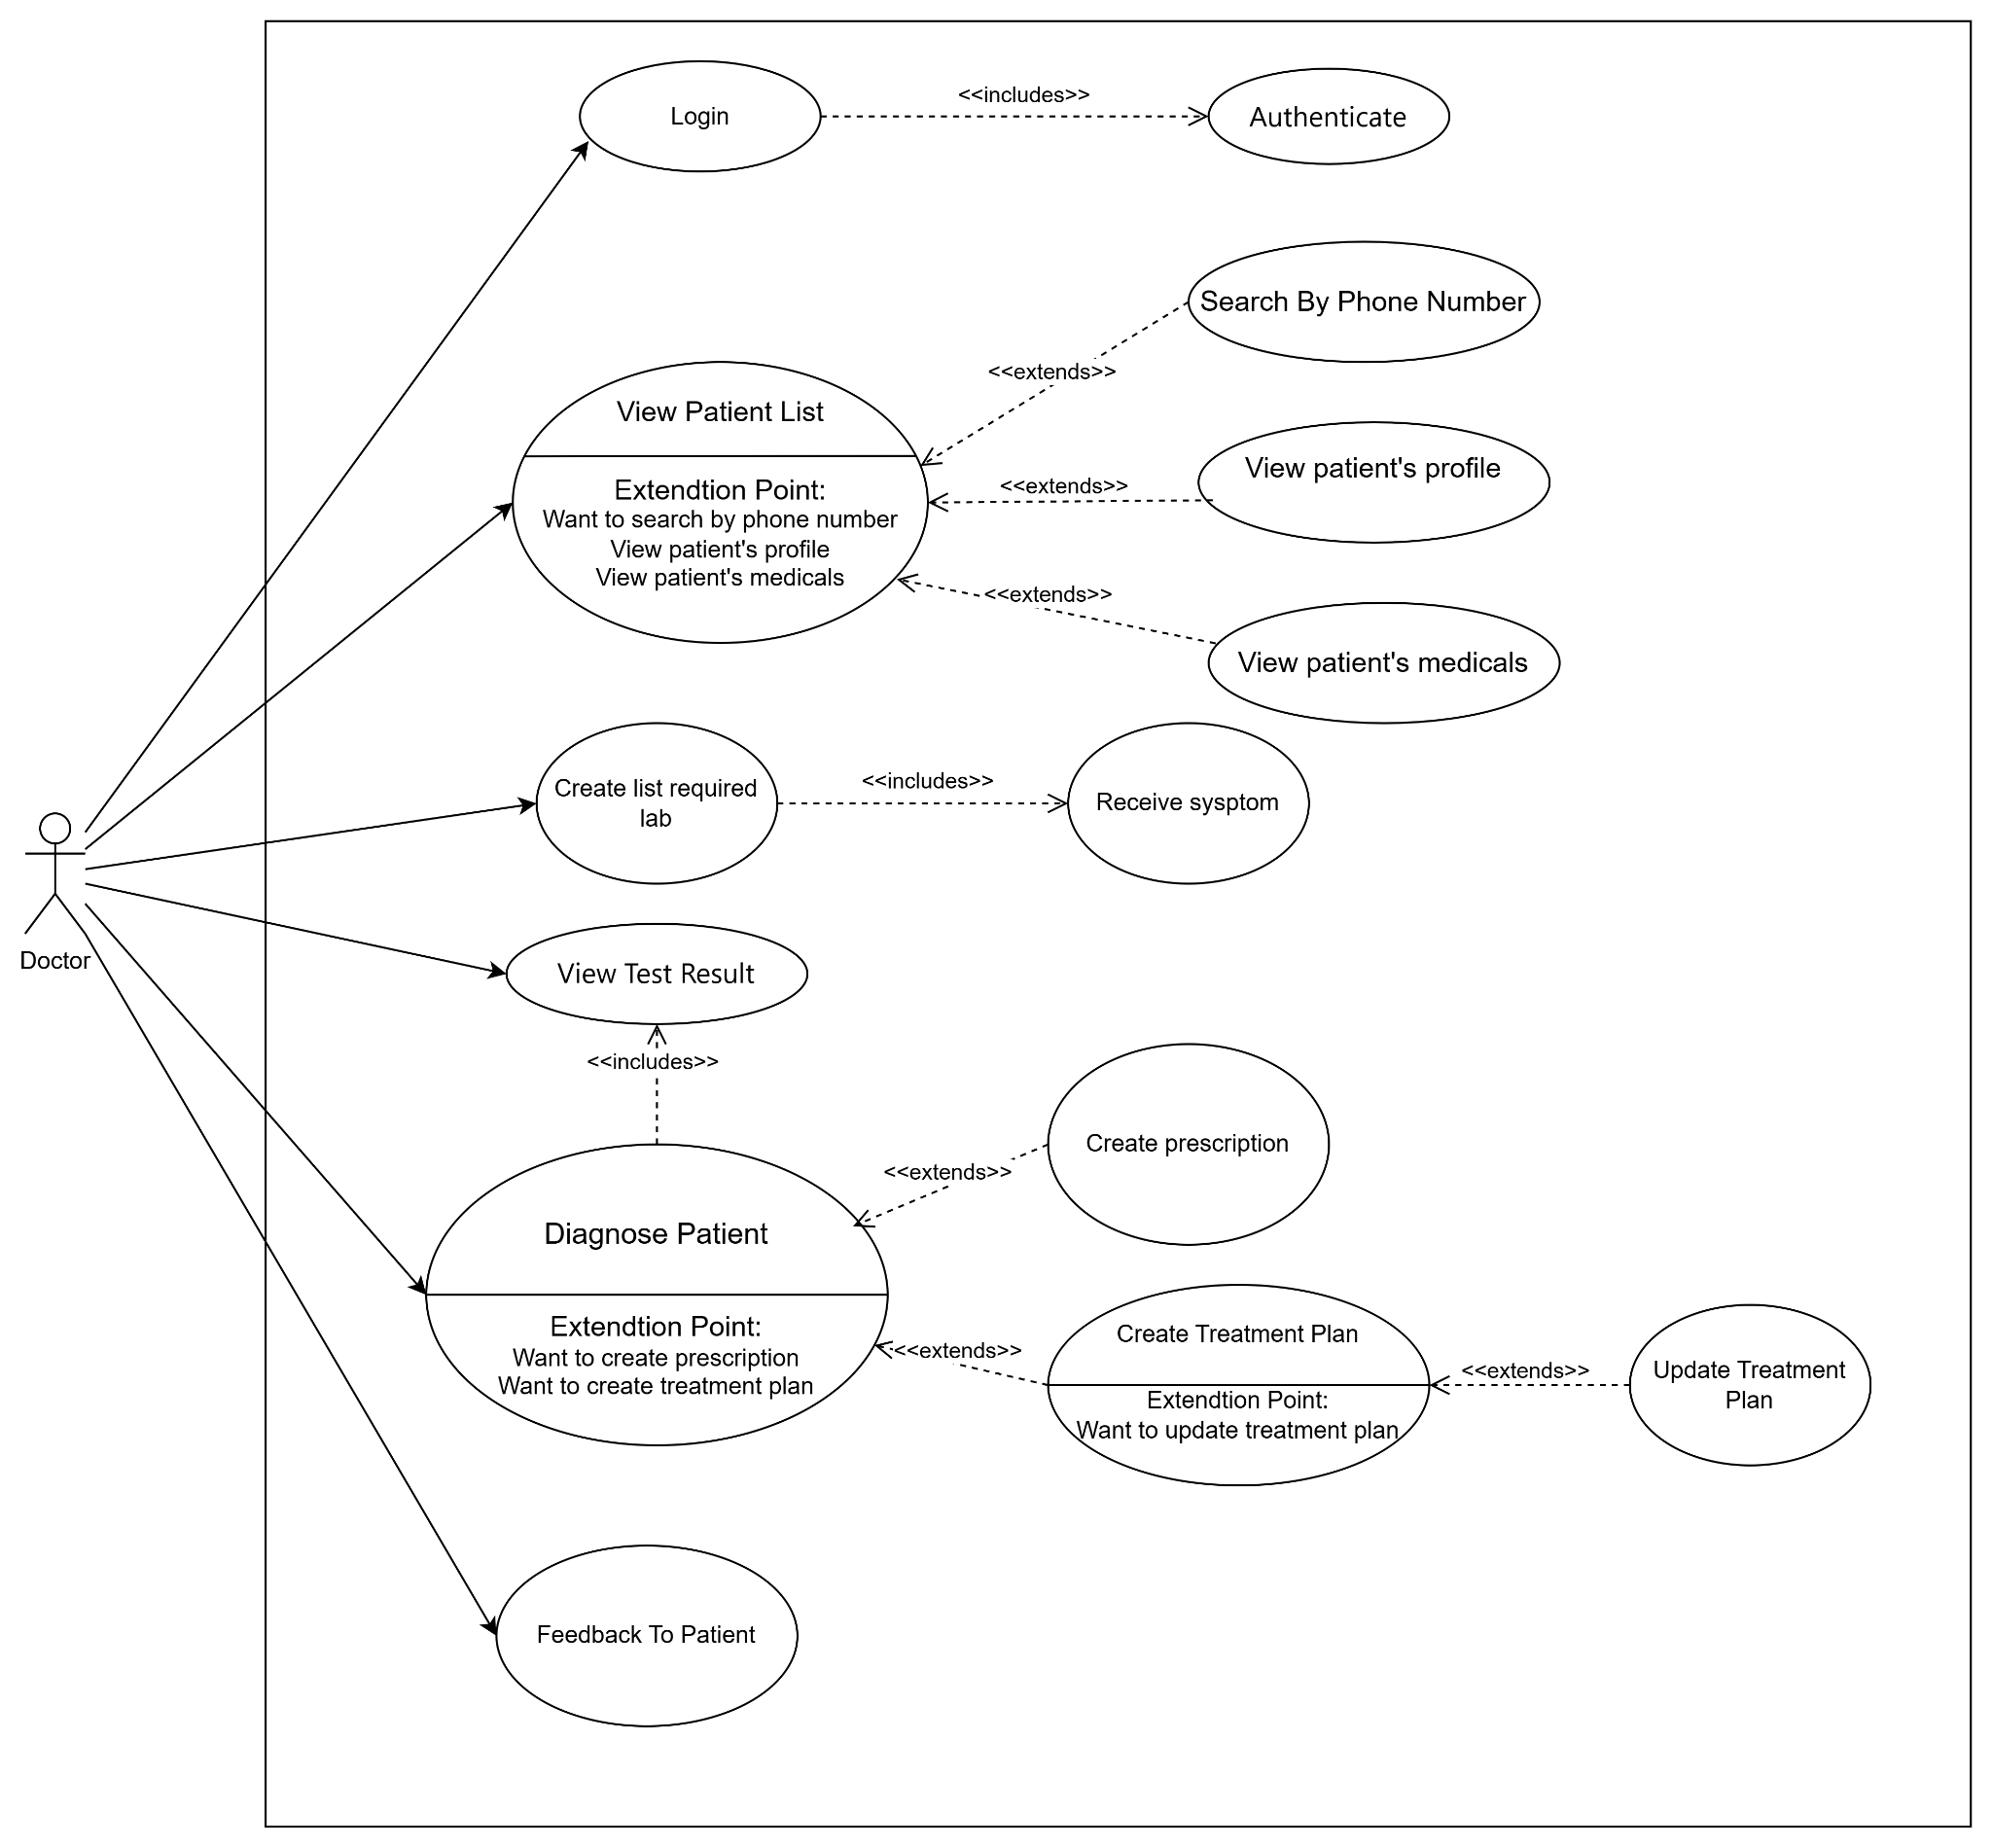 Login
<<includes>>
Authenticate
Search By Phone Number
<<extends>>
View Patient List
Extendtion Point:
Want to search by phone number
View patient's profile
View patient's medicals
<<extends>>
View patient's profile
<<extends>>
View patient's medicals
Create list required
lab
<<includes>>
Receive sysptom
Doctor
View Test Result
<<includes>>
Diagnose Patient
Extendtion Point:
Want to create prescription
Want to create treatment plan
<<extends>>
Create prescription
<<extends>>
Create Treatment Plan
Extendtion Point:
Want to update treatment plan
<<extends>>
Update Treatment
Plan
Feedback To Patient